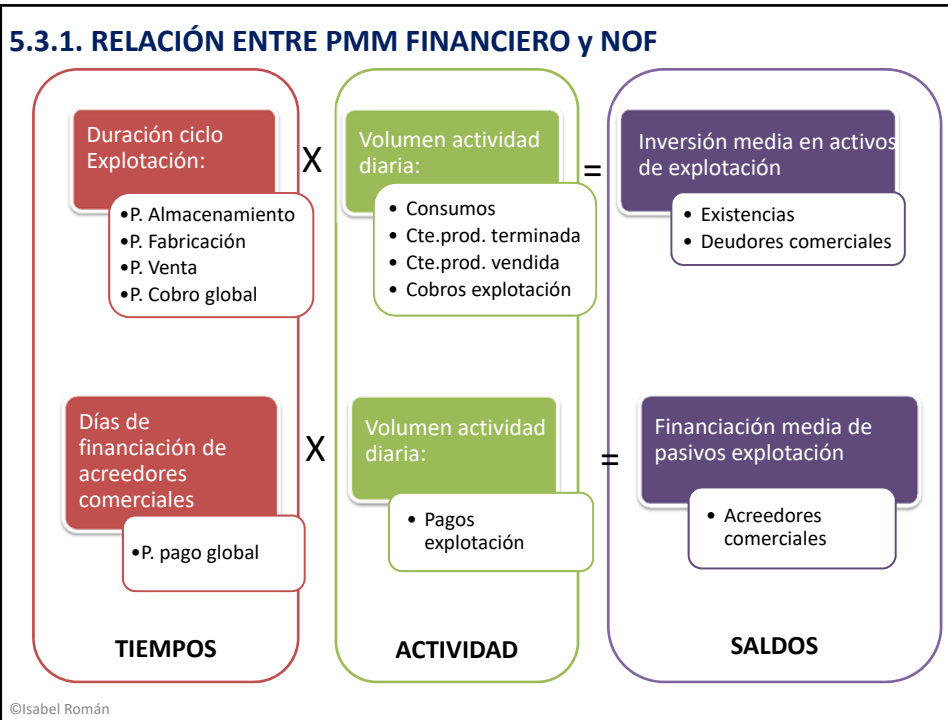 5.3.1. RELACIÓN ENTRE PMM FINANCIERO y NOF
Duración ciclo
Explotación:
•P. Almacenamiento
•P. Fabricación
•P. Venta
•P. Cobro global
X
Volumen actividad
diaria:
• Consumos
• Cte.prod. terminada
• Cte.prod. vendida
• Cobros explotación
=
Inversión media en activos
de explotación
• Existencias
• Deudores comerciales
Días de
financiación de
acreedores
comerciales
•P. pago global
X
Volumen actividad
diaria:
• Pagos
explotación
=
Financiación media de
pasivos explotación
• Acreedores
comerciales
TIEMPOS
ACTIVIDAD
SALDOS
©Isabel Román